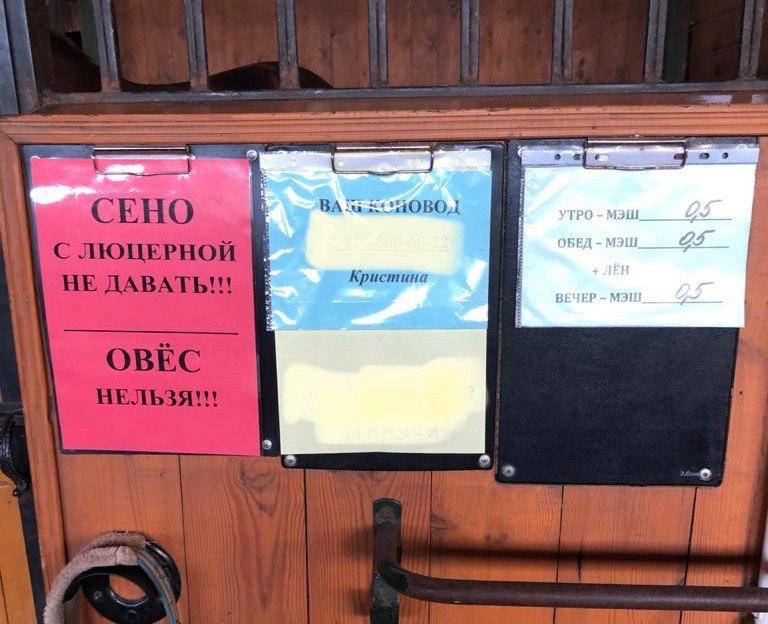 СЕНО
С ЛЮЦЕРНОЙ
НЕ ДАВАТЬ!!!
ОВЁС
НЕЛЬЗЯ!!!
ВАШ КОНОВОД
Кристина
УТРО – МЭШ 0,5
ОБЕД – МЭШ 0,5
+ ЛЁН
ВЕЧЕР – МЭШ 0,5